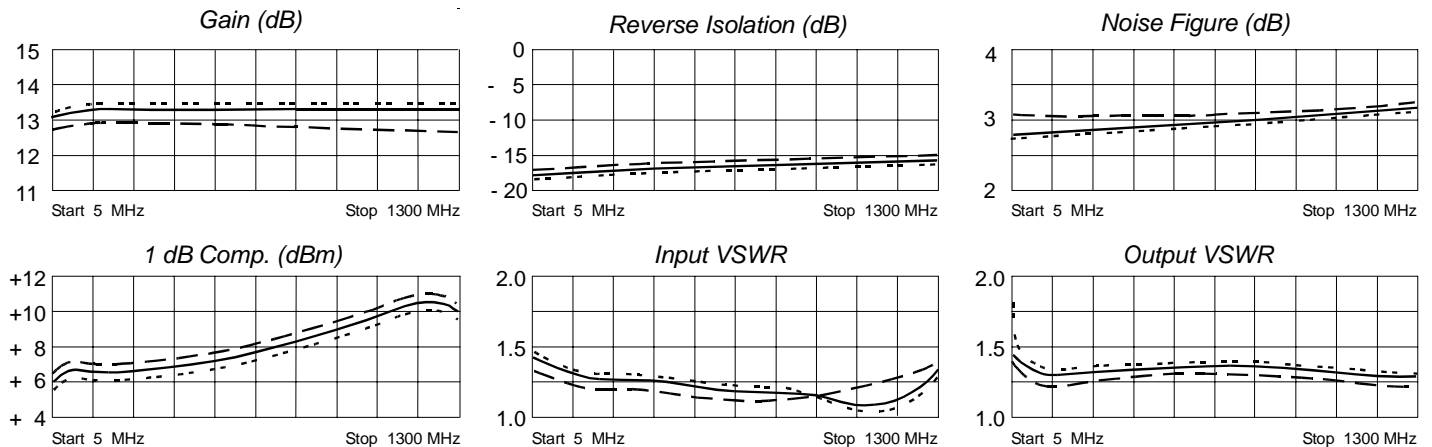 Gain (dB)
15
14
13
12
11
Start 5 MHz
Stop 1300 MHz
Reverse Isolation (dB)
0
- 5
- 10
- 15
- 20
Start 5 MHz
Stop 1300 MHz
Noise Figure (dB)
4
3
2
Start 5 MHz
Stop 1300 MHz
1 dB Comp. (dBm)
+12
+10
+ 8
+ 6
+ 4
Start 5 MHz
Stop 1300 MHz
Input VSWR
2.0
1.5
1.0
Start 5 MHz
Stop 1300 MHz
Output VSWR
2.0
1.5
1.0
Start 5 MHz
Stop 1300 MHz